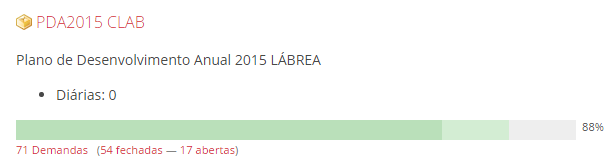 PDA2015 CLAB
Plano de Desenvolvimento Anual 2015 LÁBREA
• Diárias: 0
88%
71 Demandas (54 fechadas — 17 abertas)